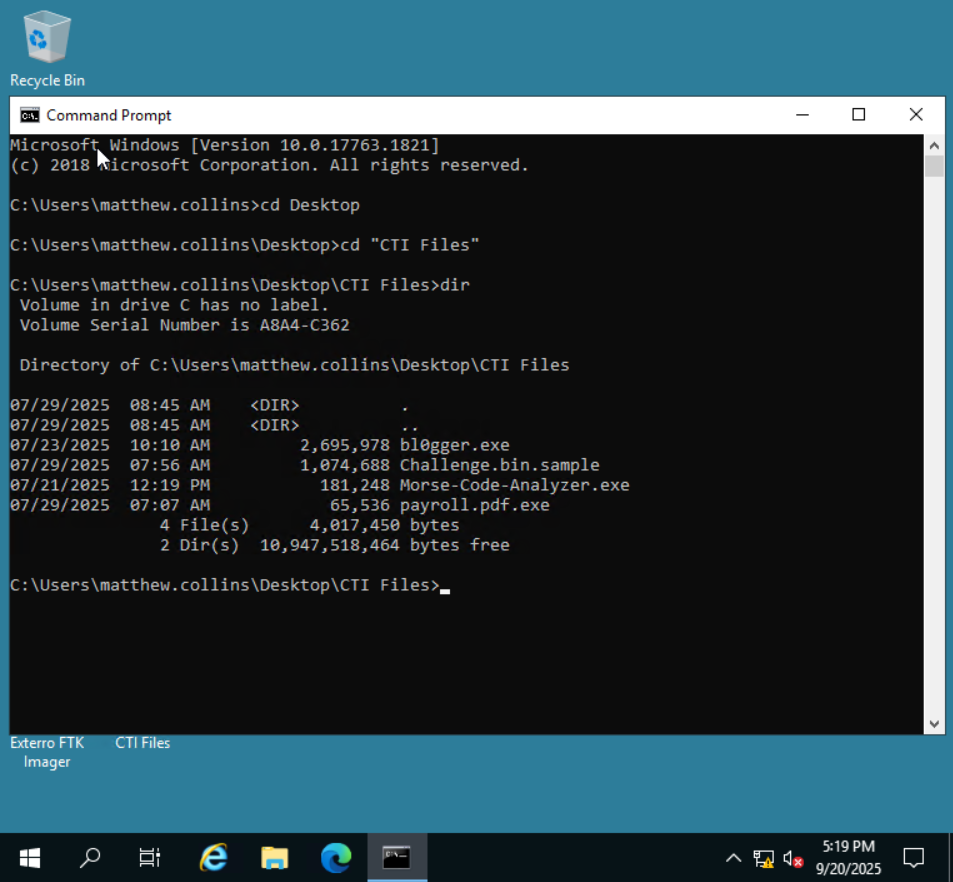 Recycle Bin
Command Prompt
Microsoft Windows [Version 10.0.17763.1821]
(c) 2018 Microsoft Corporation. All rights reserved.
C:\Users\matthew.collins>cd Desktop
C:\Users\matthew.collins\Desktop>cd "CTI Files"
C:\Users\matthew.collins\Desktop\CTI Files>dir
Volume in drive C has no label.
Volume Serial Number is A8A4-C362
Directory of C:\Users\matthew.collins\Desktop\CTI Files
07/29/2025 08:45 AM <DIR> .
07/29/2025 08:45 AM <DIR> ..
07/23/2025 10:10 AM 2,695,978 bl0gger.exe
07/29/2025 07:56 AM 1,074,688 Challenge.bin.sample
07/21/2025 12:19 PM 181,248 Morse-Code-Analyzer.exe
07/29/2025 07:07 AM 65,536 payroll.pdf.exe
4 File(s) 4,017,450 bytes
2 Dir(s) 10,947,518,464 bytes free
C:\Users\matthew.collins\Desktop\CTI Files>
Exterro FTK Imager
CTI Files
5:19 PM
9/20/2025